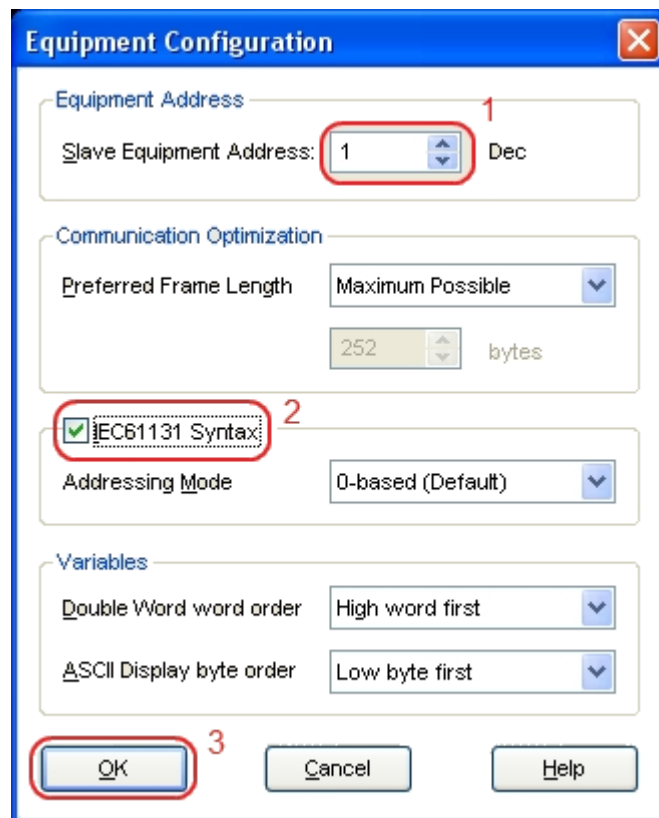 Equipment Configuration
Equipment Address
1
Slave Equipment Address: 1 Dec
Communication Optimization
Preferred Frame Length Maximum Possible
252 bytes
IEC61131 Syntax 2
Addressing Mode 0-based (Default)
Variables
Double Word word order High word first
ASCII Display byte order Low byte first
OK 3 Cancel Help